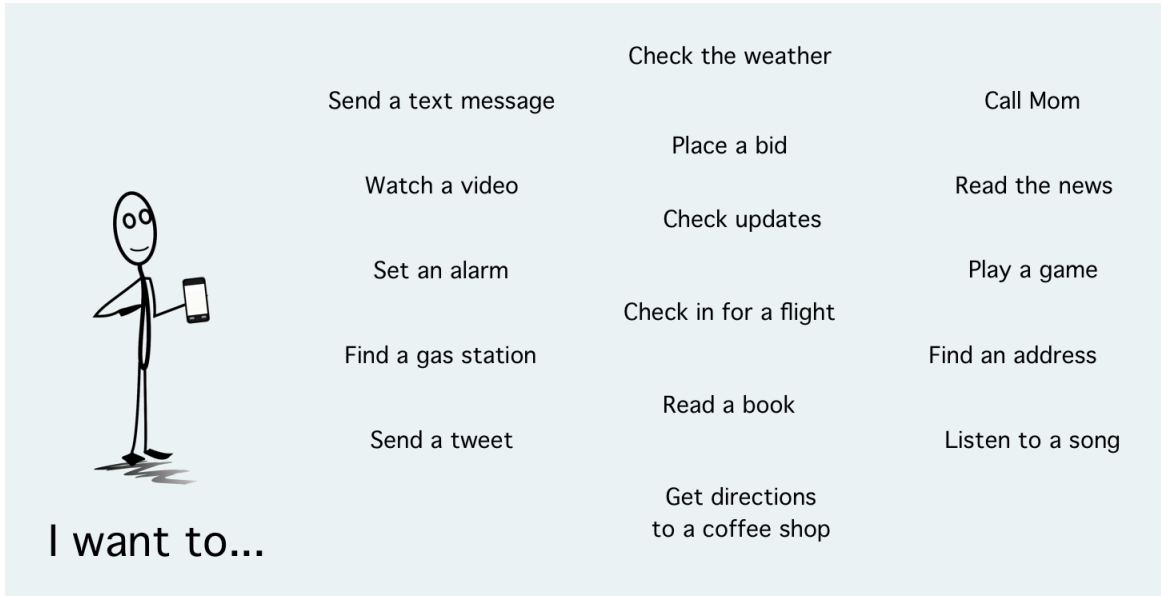 Check the weather
Send a text message
Call Mom
Place a bid
Watch a video
Read the news
Check updates
Set an alarm
Play a game
Check in for a flight
Find a gas station
Find an address
Read a book
Send a tweet
Listen to a song
Get directions
to a coffee shop
I want to...